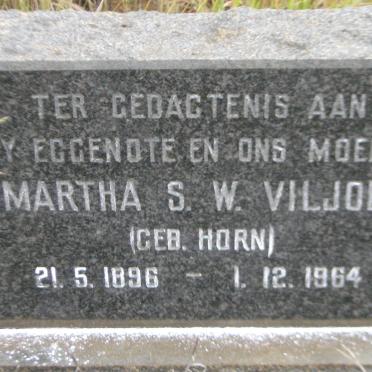 TER GEDAGTENIS AAN
EGGENOTE EN ONS
MARTHA S. W.
(GEB. HORN)
21. 5. 1896 - 1. 12. 1964